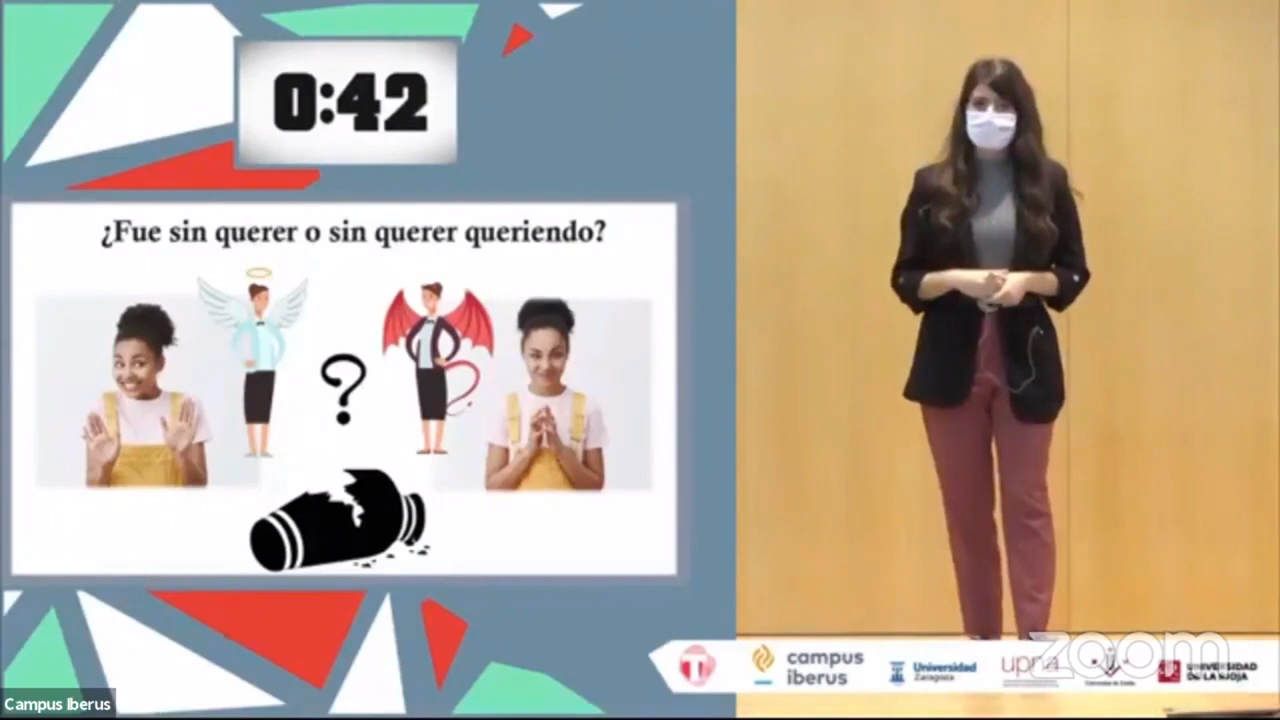 0:42
¿Fue sin querer o sin querer queriendo?
?
zoom
T
campus
iberus
Universidad
Zaragoza
upna
UNIVERSIDAD
DE LA RIOJA
Campus Iberus